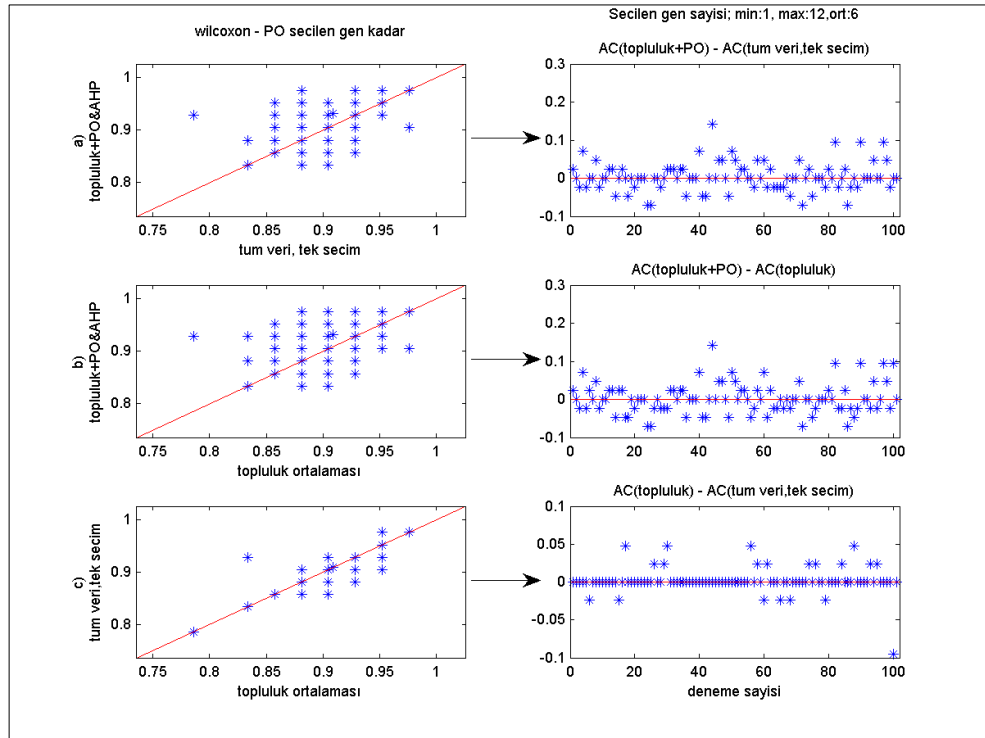 wilcoxon - PO secilen gen kadar
Secilen gen sayisi; min:1, max:12,ort:6
a)
topluluk+PO&AHP
1
0.9
0.8
0.75 0.8 0.85 0.9 0.95 1
tum veri, tek secim
AC(topluluk+PO) - AC(tum veri,tek secim)
0.3
0.2
0.1
0
-0.1
0 20 40 60 80 100
b)
topluluk+PO&AHP
1
0.9
0.8
0.75 0.8 0.85 0.9 0.95 1
topluluk ortalaması
AC(topluluk+PO) - AC(topluluk)
0.3
0.2
0.1
0
-0.1
0 20 40 60 80 100
c)
tum veri,tek secim
1
0.9
0.8
0.75 0.8 0.85 0.9 0.95 1
topluluk ortalaması
AC(topluluk) - AC(tum veri,tek secim)
0.1
0.05
0
-0.05
-0.1
0 20 40 60 80 100
deneme sayisi